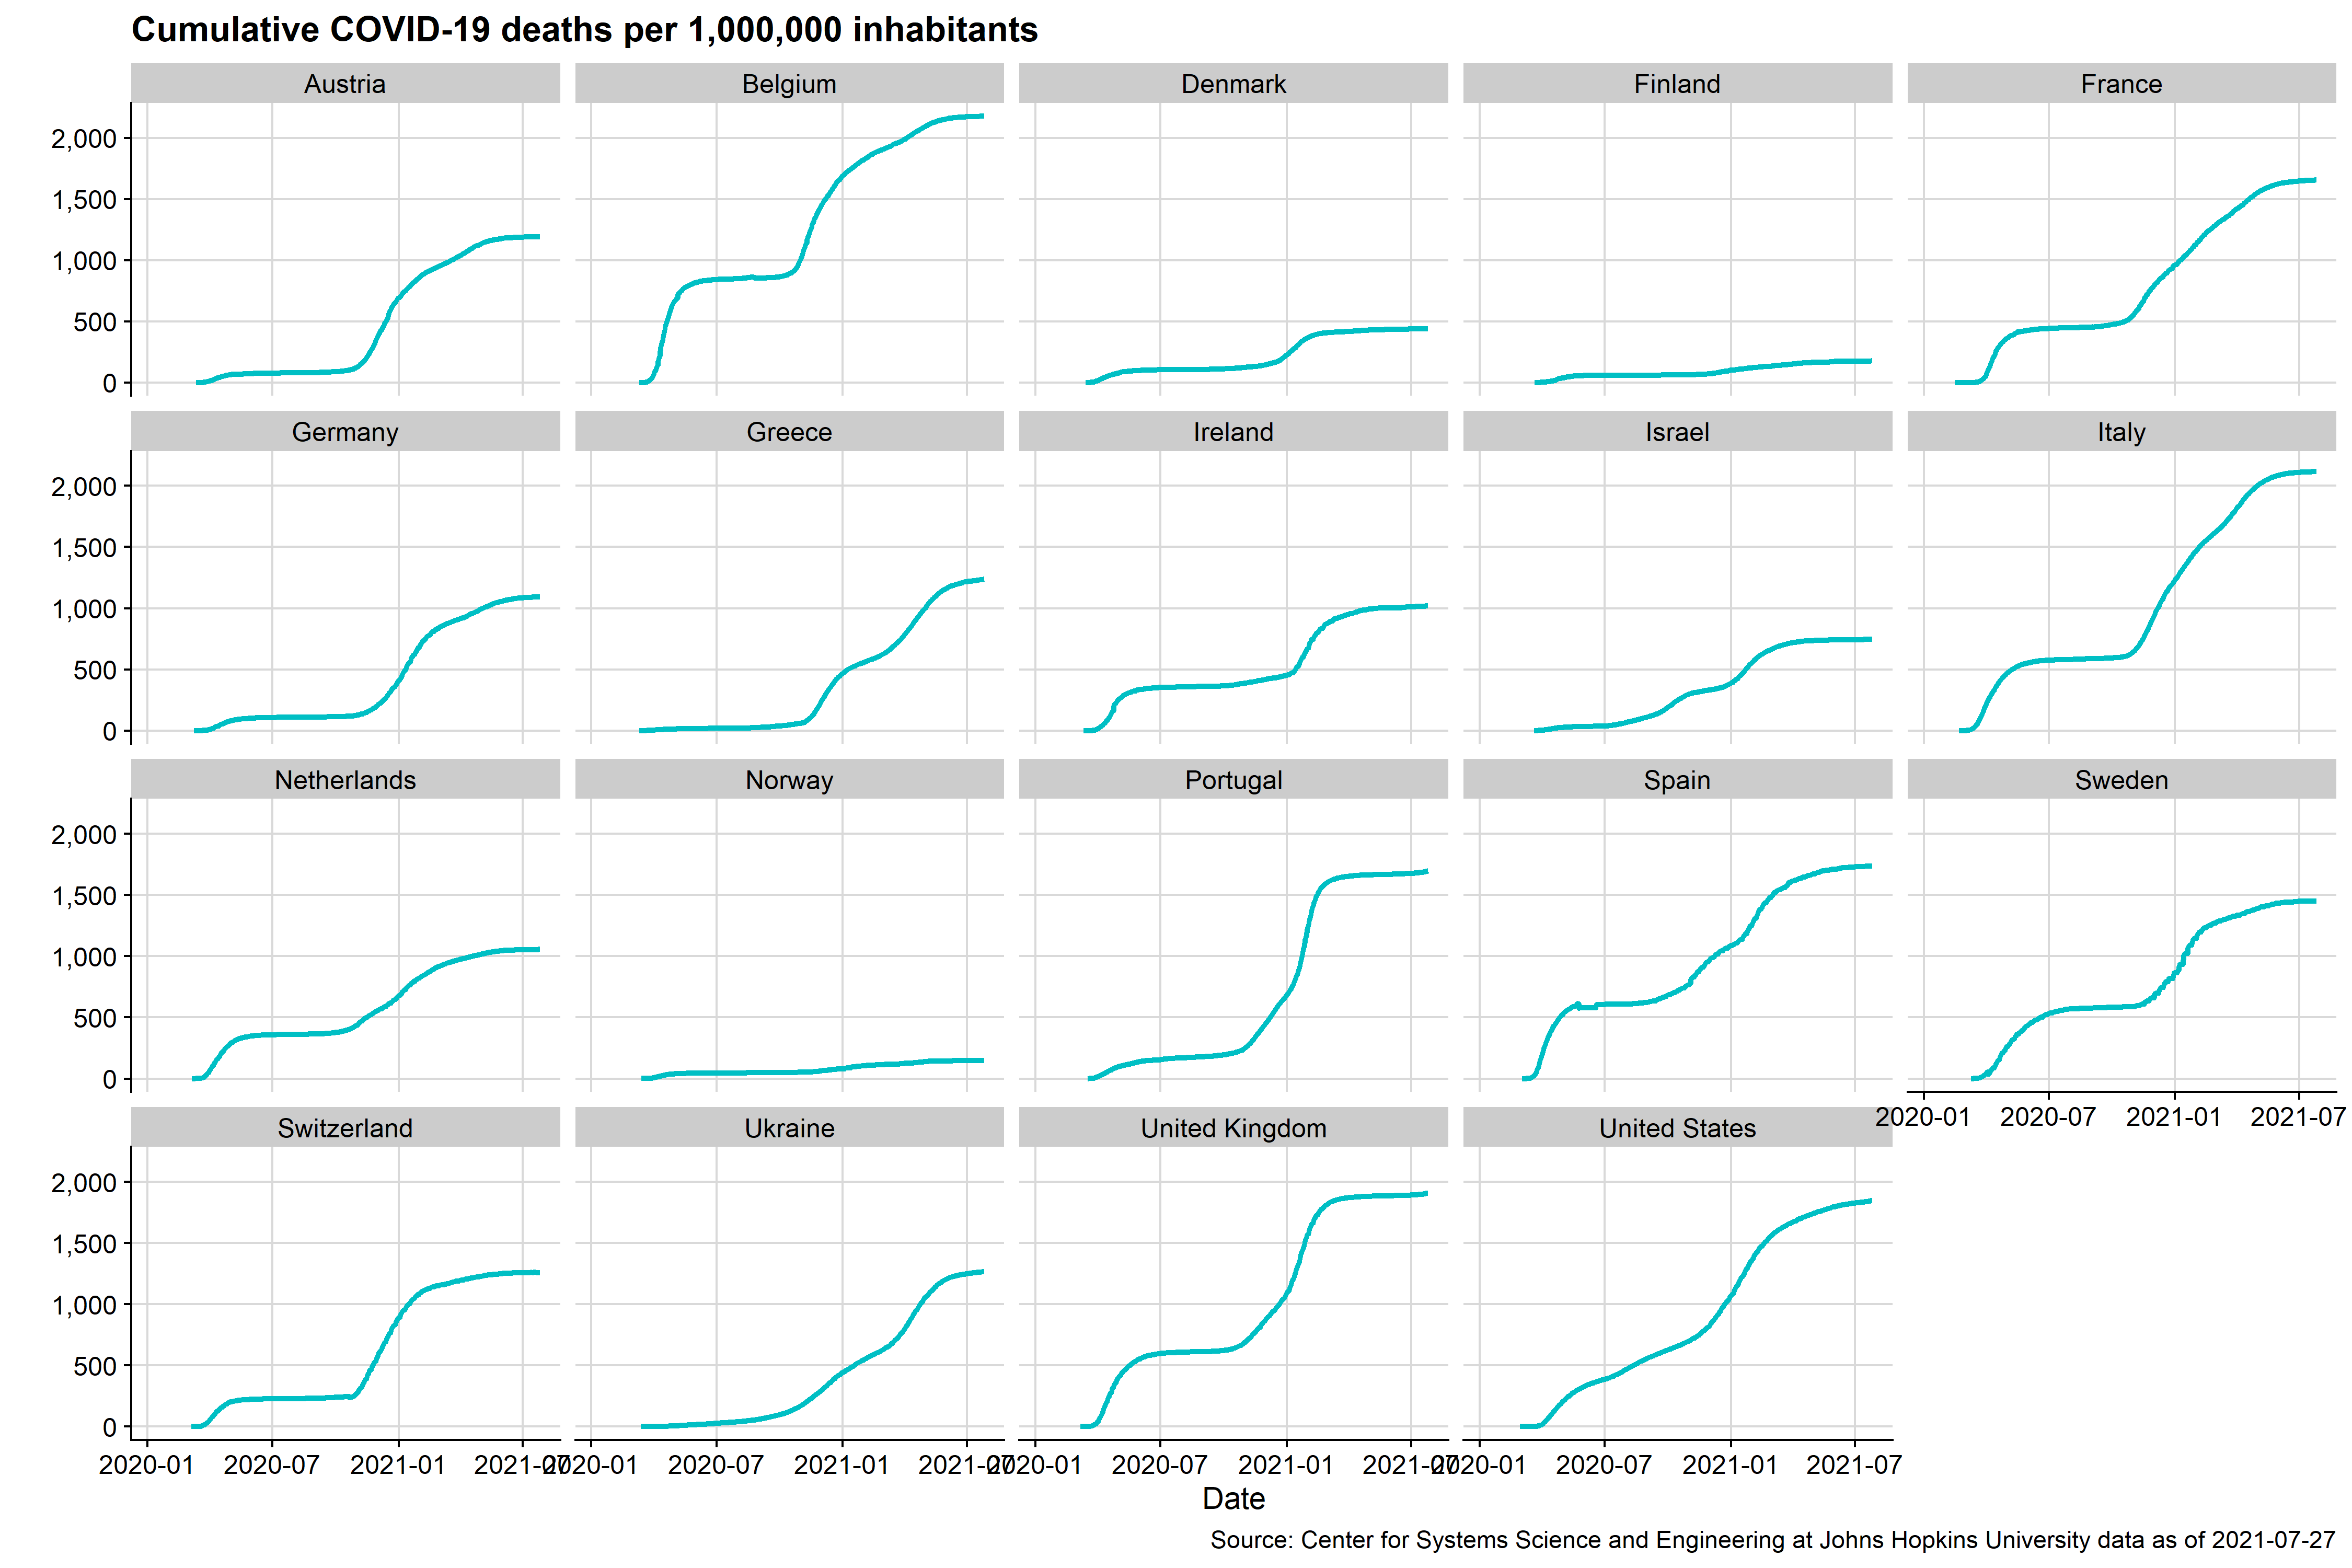 Cumulative COVID-19 deaths per 1,000,000 inhabitants
Austria Belgium Denmark Finland France
2,000
1,500
1,000
500
0
Germany Greece Ireland Israel Italy
2,000
1,500
1,000
500
0
Netherlands Norway Portugal Spain Sweden
2,000
1,500
1,000
500
0
2020-01 2020-07 2021-01 2021-07
Switzerland Ukraine United Kingdom United States
2,000
1,500
1,000
500
0
2020-01 2020-07 2021-01 2021-07 2020-01 2020-07 2021-01 2021-07 2020-01 2020-07 2021-01 2021-07 2020-01 2020-07 2021-01 2021-07
Date
Source: Center for Systems Science and Engineering at Johns Hopkins University data as of 2021-07-27